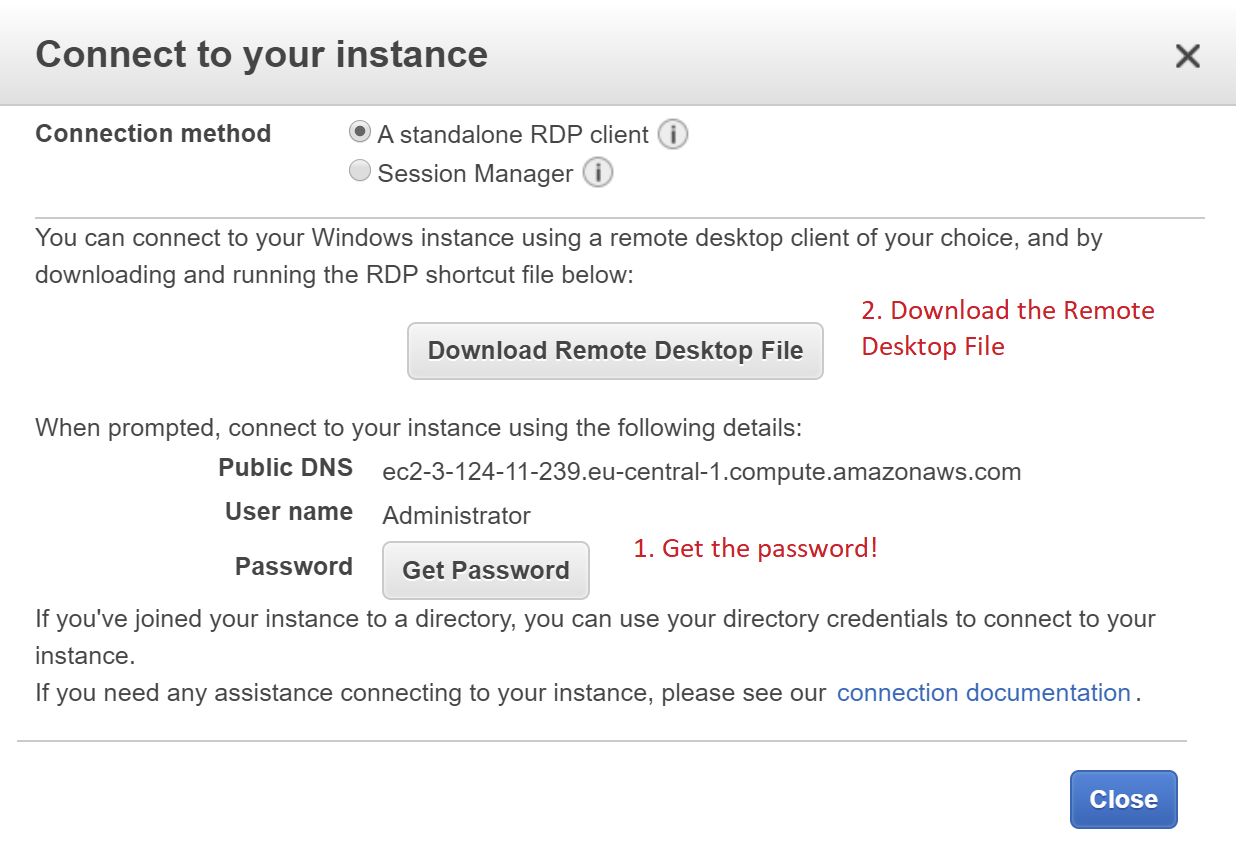 Connect to your instance
Connection method
A standalone RDP client
Session Manager
You can connect to your Windows instance using a remote desktop client of your choice, and by
downloading and running the RDP shortcut file below:
2. Download the Remote
Desktop File
Download Remote Desktop File
When prompted, connect to your instance using the following details:
Public DNS ec2-3-124-11-239.eu-central-1.compute.amazonaws.com
User name Administrator
1. Get the password!
Password Get Password
If you've joined your instance to a directory, you can use your directory credentials to connect to your
instance.
If you need any assistance connecting to your instance, please see our connection documentation.
Close